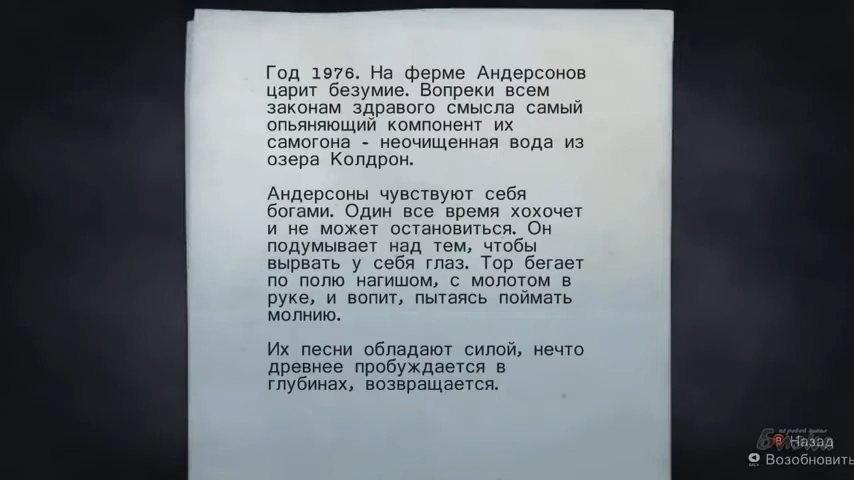 Год 1976. На ферме Андерсонов
царит безумие. Вопреки всем
законам здравого смысла самый
опьяняющий компонент их
самогона - неочищенная вода из
озера Колдрон.
Андерсоны чувствуют себя
богами. Один все время хохочет
и не может остановиться. Он
подумывает над тем, чтобы
вырвать у себя глаз. Тор бегает
по полю нагишом, с молотом в
руке, и вопит, пытаясь поймать
молнию.
Их песни обладают силой, нечто
древнее пробуждается в
глубинах, возвращается.
B Назад
Возобновить